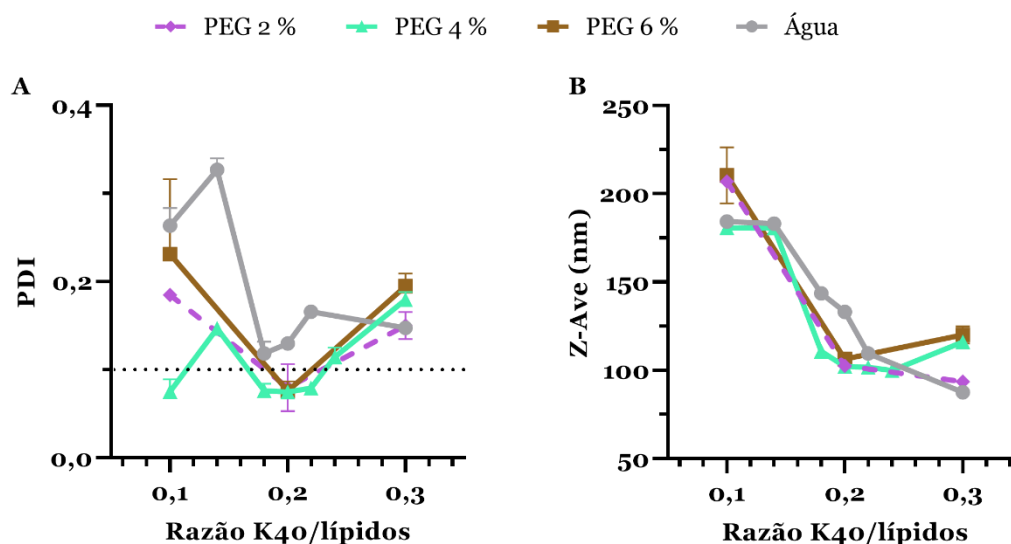 PEG 2 % PEG 4 % PEG 6 % Água
A
0,4
0,2
0,0
PDI
0,1 0,2 0,3
Razão K40/lípidos
B
250
200
150
100
50
Z-Ave (nm)
0,1 0,2 0,3
Razão K40/lípidos